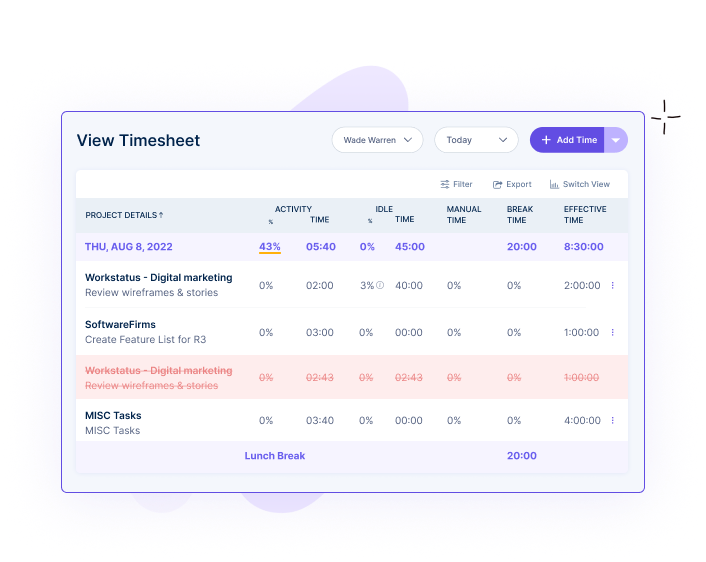 View Timesheet
Wade Warren
Today
+ Add Time
Filter
Export
Switch View
PROJECT DETAILS ↑
ACTIVITY
% TIME
IDLE
% TIME
MANUAL
TIME
BREAK
TIME
EFFECTIVE
TIME
THU, AUG 8, 2022 43% 05:40 0% 45:00 20:00 8:30:00
Workstatus - Digital marketing
Review wireframes & stories
0% 02:00 3% 40:00 0% 0% 2:00:00
SoftwareFirms
Create Feature List for R3
0% 03:00 0% 00:00 0% 0% 1:00:00
Workstatus - Digital marketing
Review wireframes & stories
0% 02:43 0% 02:43 0% 0% 1:00:00
MISC Tasks
MISC Tasks
0% 03:40 0% 00:00 0% 0% 4:00:00
Lunch Break 20:00